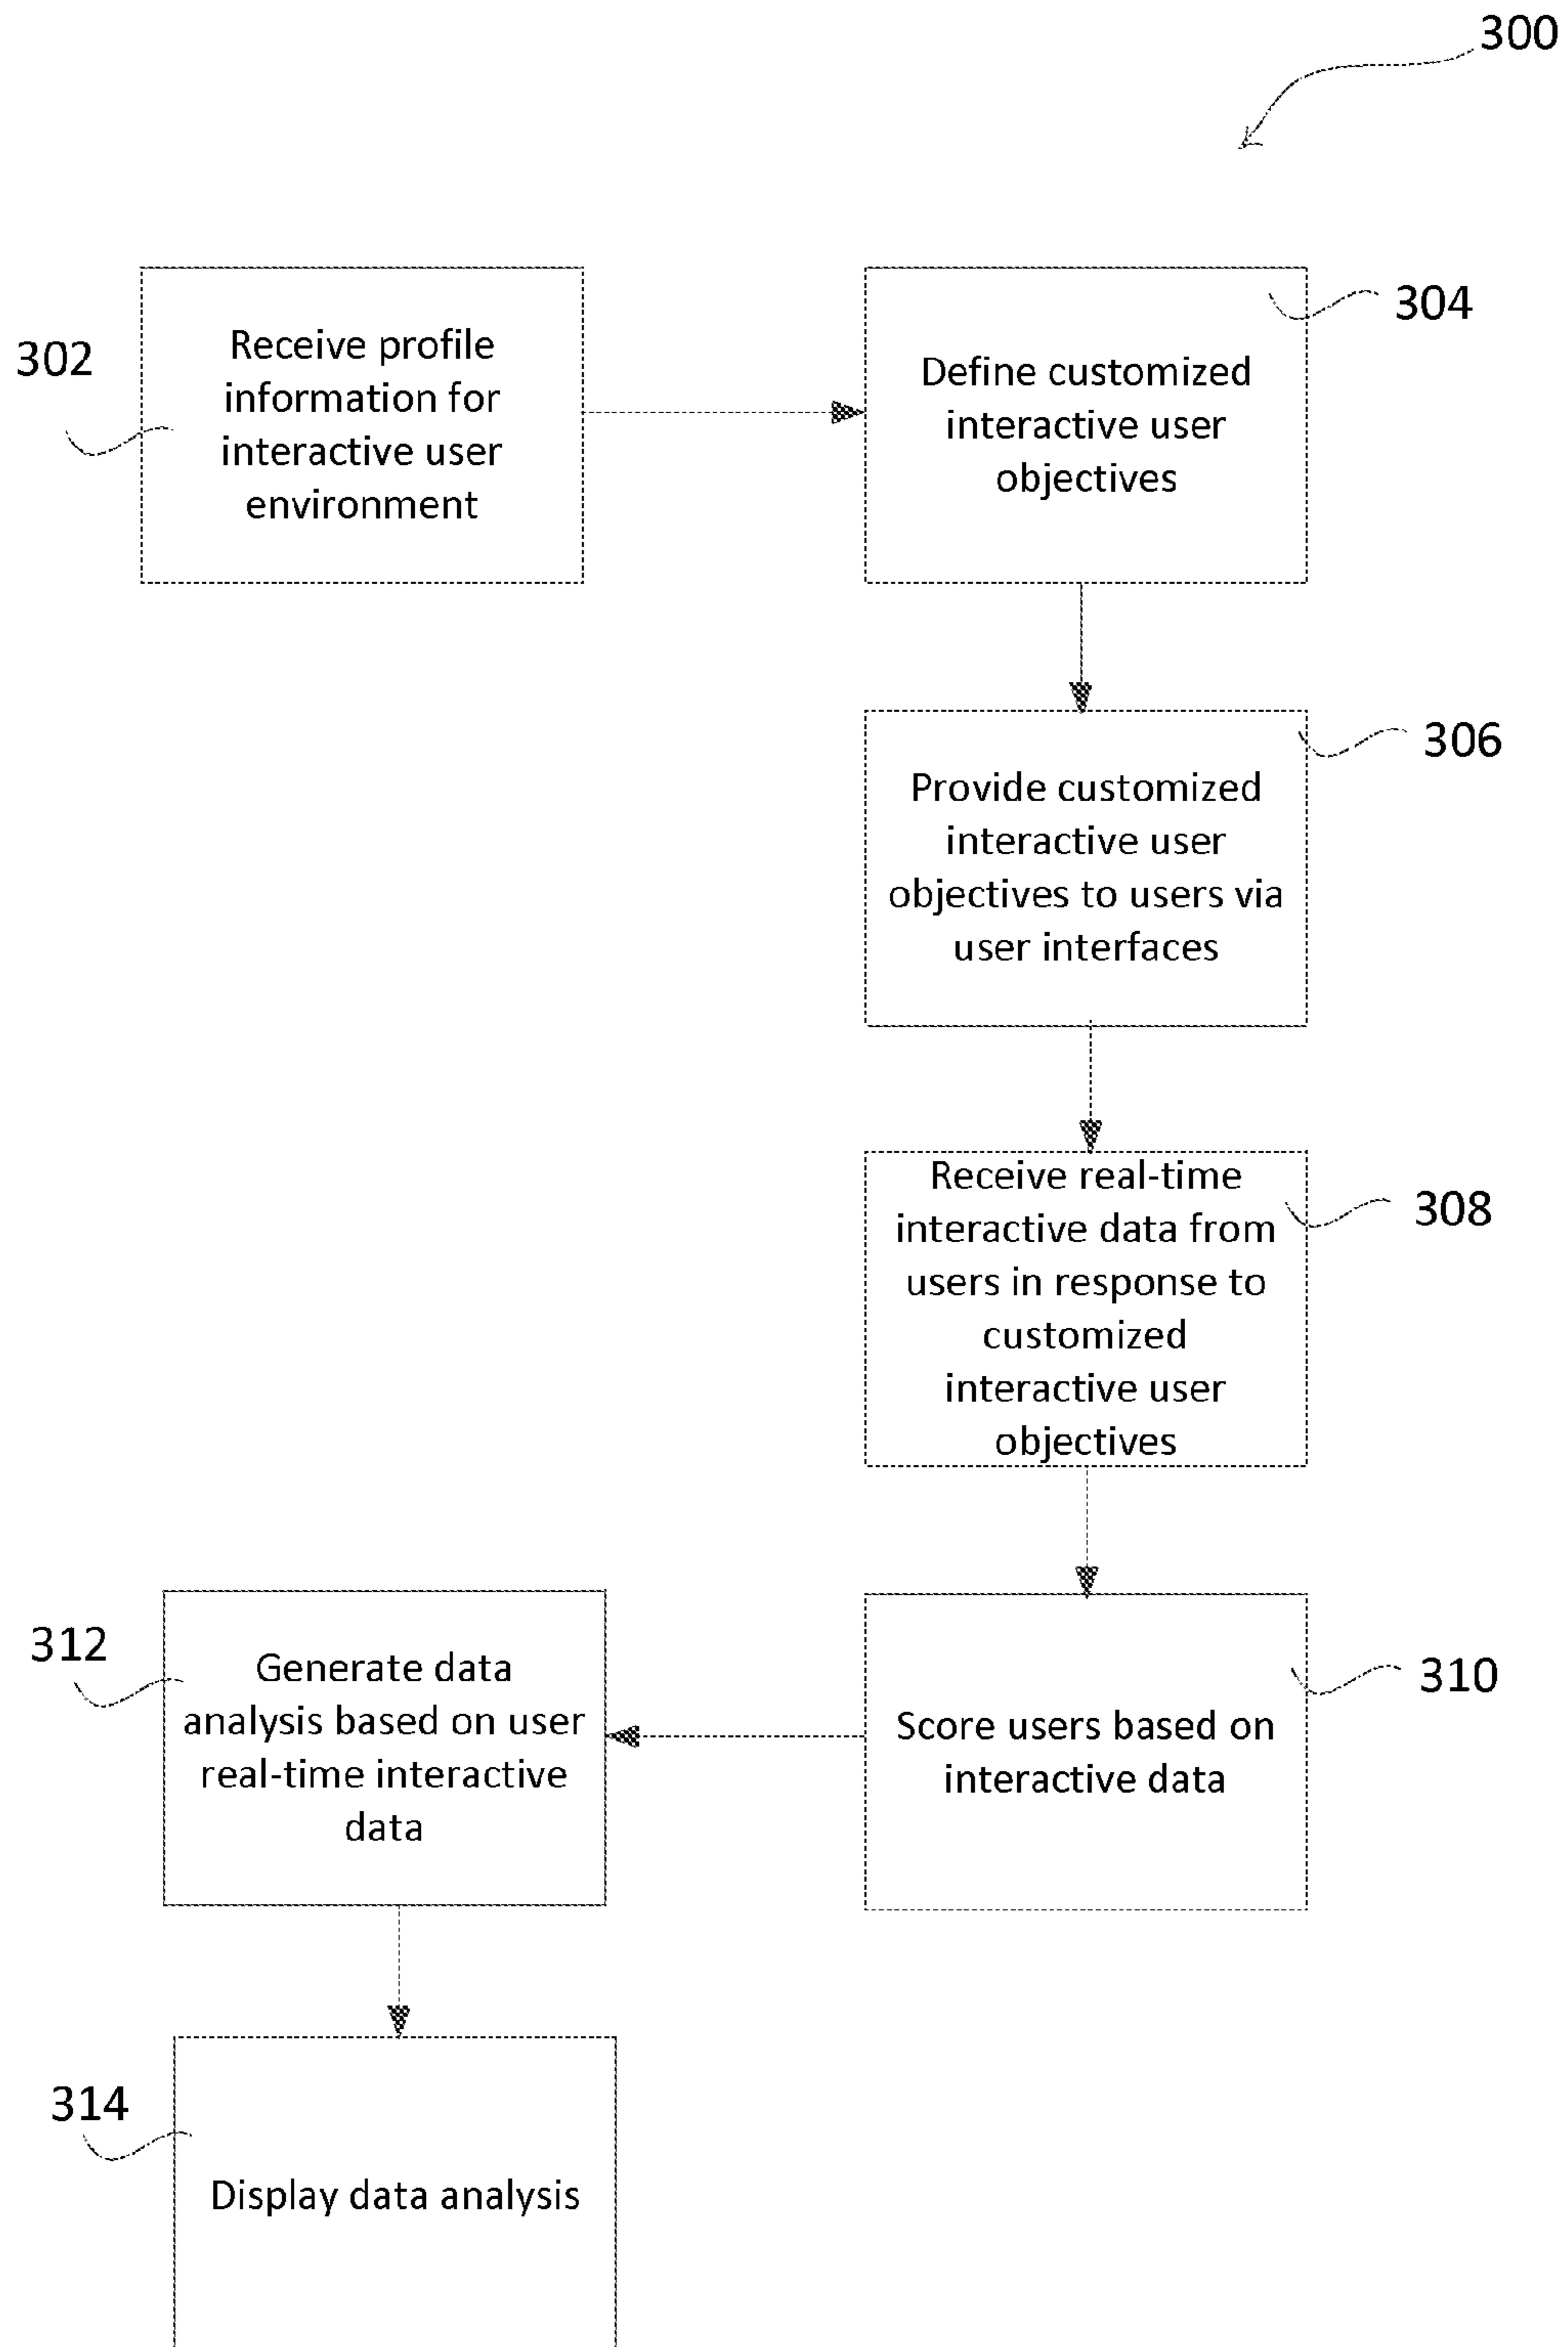 300
302
Receive profile
information for
interactive user
environment
304
Define customized
interactive user
objectives
306
Provide customized
interactive user
objectives to users via
user interfaces
308
Receive real-time
interactive data from
users in response to
customized
interactive user
objectives
310
Score users based on
interactive data
312
Generate data
analysis based on user
real-time interactive
data
314
Display data analysis